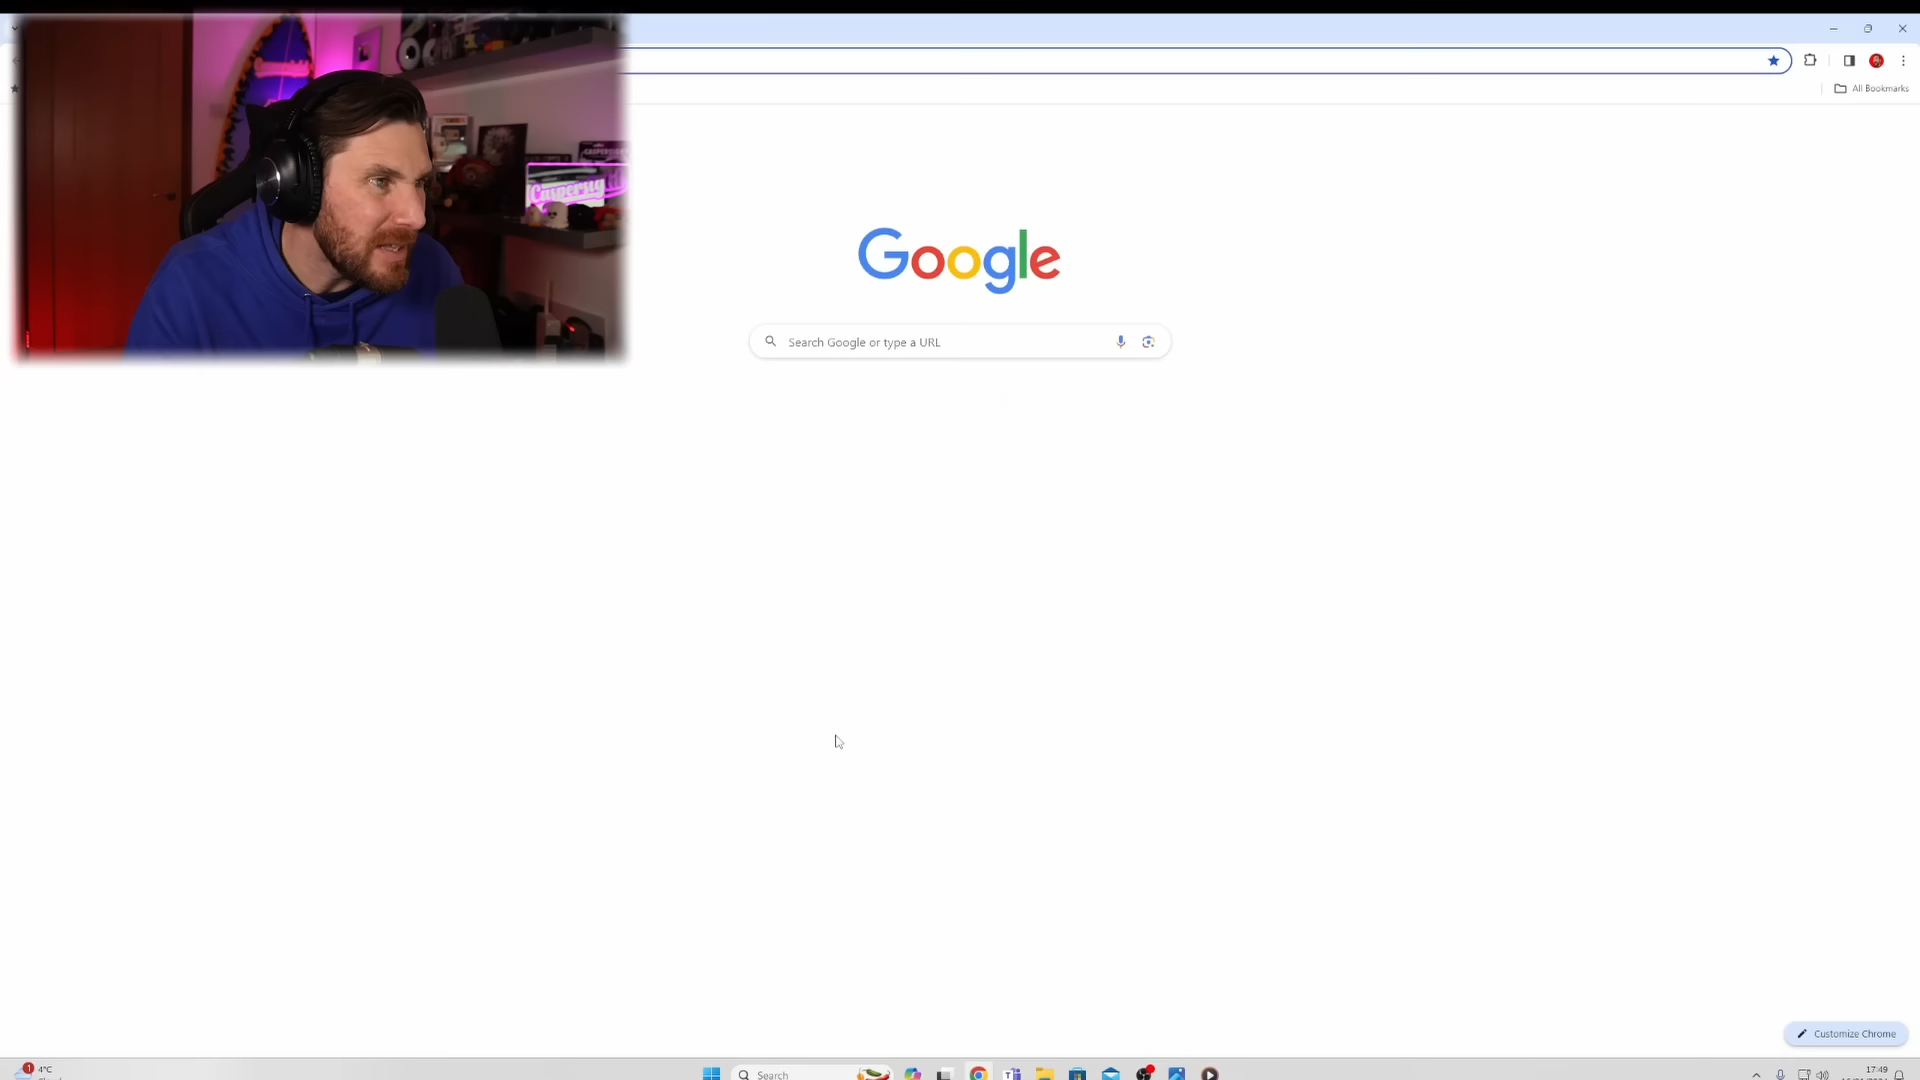 All Bookmarks
Google
Search Google or type a URL
Customize Chrome
4°C
Search
17:49